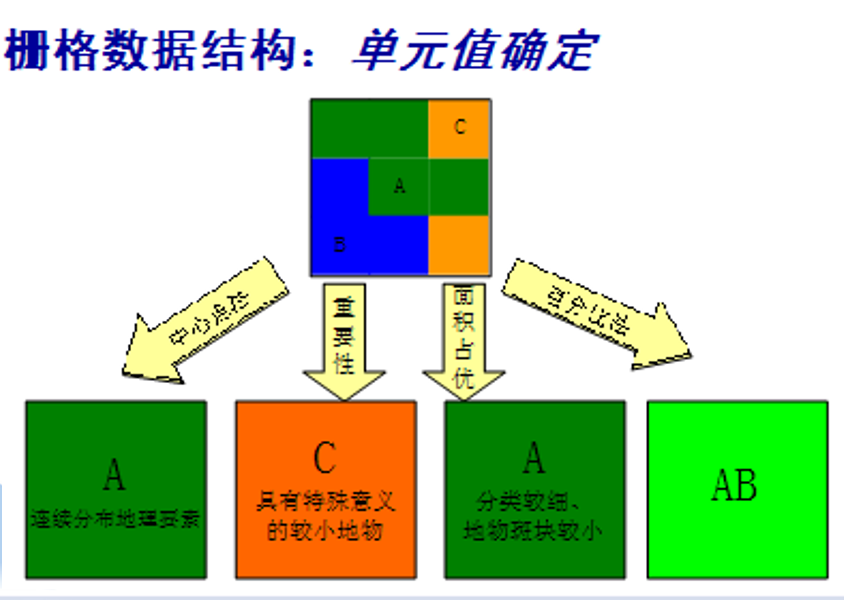 栅格数据结构：单元值确定
C
A
B
中心点法
重要性
面积占优
百分比法
A
连续分布地理要素
C
具有特殊意义
的较小地物
A
分类较细、
地物斑块较小
AB